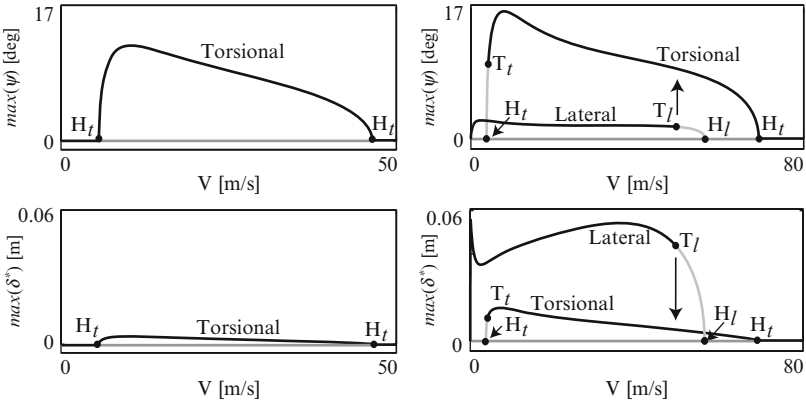 17
max(ψ) [deg]
Torsional
H_t
H_t
0
0
50
V [m/s]
17
max(ψ) [deg]
T_t
Torsional
H_t
Lateral
T_l
H_l
H_t
0
0
80
V [m/s]
0.06
max(δ*) [m]
H_t
Torsional
H_t
0
0
50
V [m/s]
0.06
max(δ*) [m]
Lateral
T_l
T_t
Torsional
H_t
H_l
H_t
0
0
80
V [m/s]